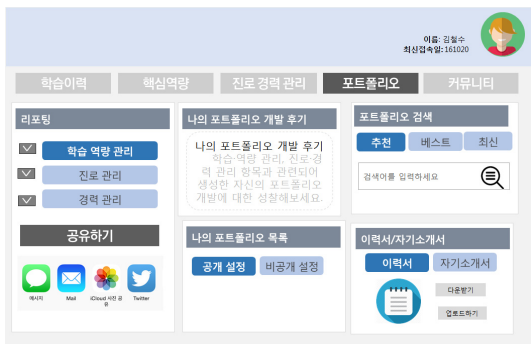 이름: 김철수
최신접속일: 161020
학습이력
핵심역량
진로경력관리
포트폴리오
커뮤니티
리포팅
학습 역량 관리
진로 관리
경력 관리
공유하기
메시지
Mail
iCloud 사진 공유
Twitter
나의 포트폴리오 개발 후기
나의 포트폴리오 개발 후기
학습·역량 관리, 진로·경
력 관리 항목과 관련되어
생성한 자신의 포트폴리오
개발에 대한 성찰해보세요.
나의 포트폴리오 목록
공개 설정
비공개 설정
포트폴리오 검색
추천
베스트
최신
검색어를 입력하세요
이력서/자기소개서
이력서
자기소개서
다운받기
업로드하기